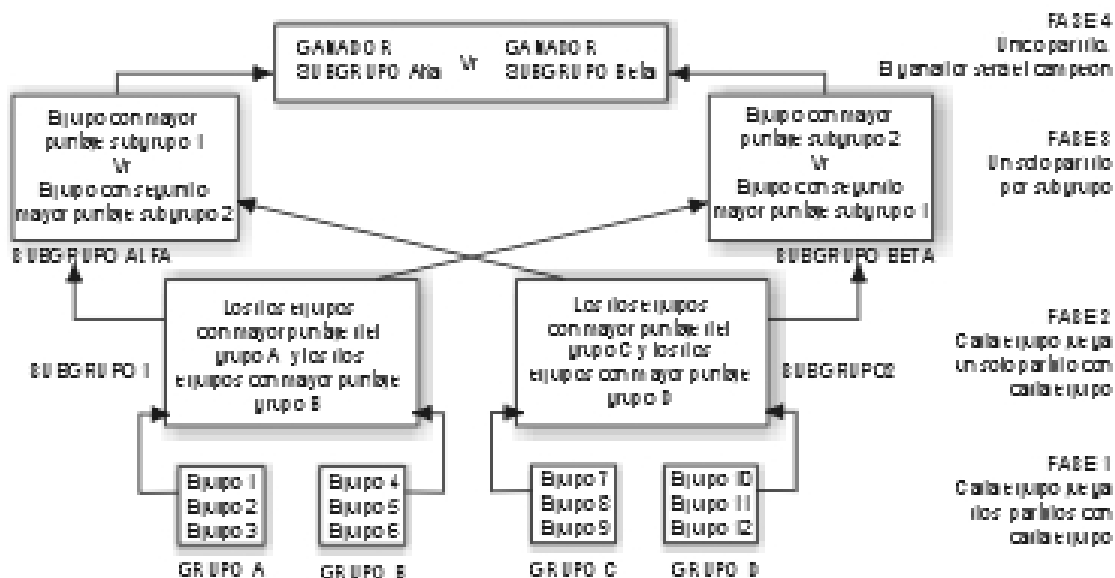 FASE 4
Unico partido.
El ganador será el campeón
GANADOR
SUBGRUPO Alfa
Vr
GANADOR
SUBGRUPO Beta
Equipo con mayor
puntaje subgrupo 1
Vr
Equipo con segundo
mayor puntaje subgrupo 2
SUBGRUPO ALFA
Equipo con mayor
puntaje subgrupo 2
Vr
Equipo con segundo
mayor puntaje subgrupo 1
SUBGRUPO BETA
FASE 3
Un solo partido
por subgrupo
SUBGRUPO 1
Los dos equipos
con mayor puntaje del
grupo A y los dos
equipos con mayor puntaje
grupo B
Los dos equipos
con mayor puntaje del
grupo C y los dos
equipos con mayor puntaje
grupo D
SUBGRUPO2
FASE 2
Cada equipo juega
un solo partido con
cada equipo
Equipo 1
Equipo 2
Equipo 3
GRUPO A
Equipo 4
Equipo 5
Equipo 6
GRUPO B
Equipo 7
Equipo 8
Equipo 9
GRUPO C
Equipo 10
Equipo 11
Equipo 12
GRUPO D
FASE 1
Cada equipo juega
dos partidos con
cada equipo